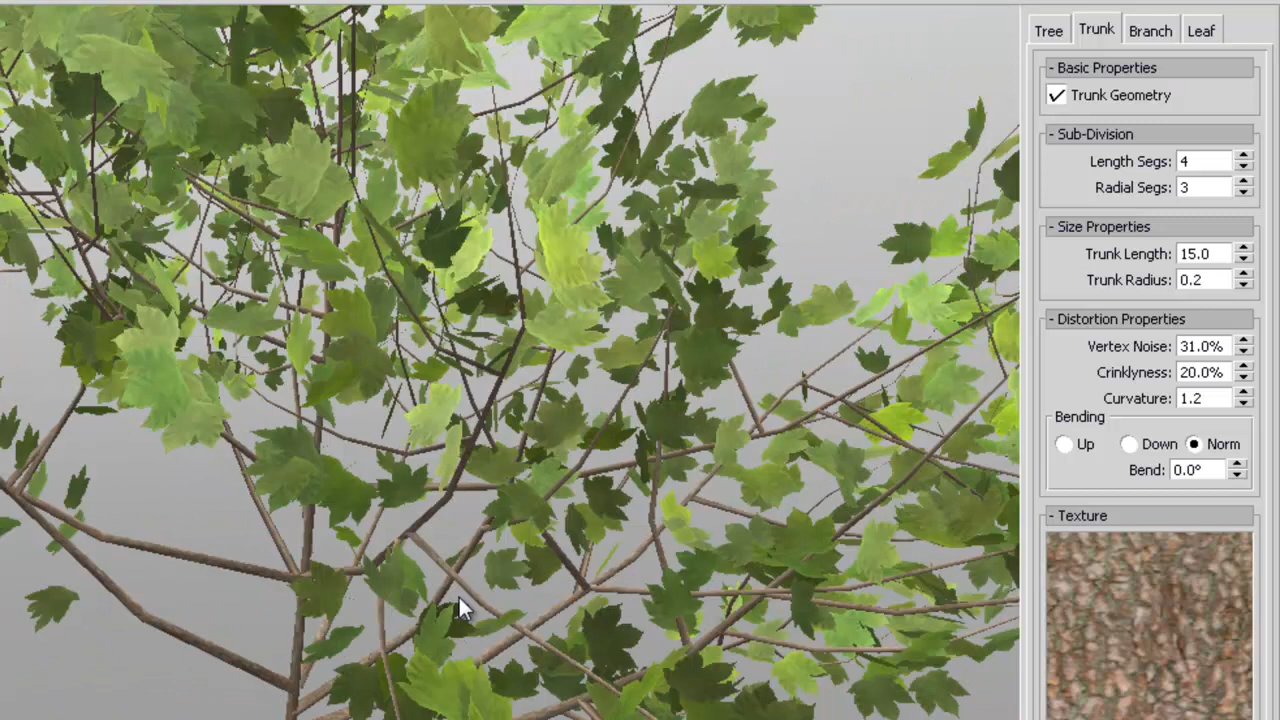 Tree Trunk Branch Leaf
- Basic Properties
Trunk Geometry
- Sub-Division
Length Segs: 4
Radial Segs: 3
- Size Properties
Trunk Length: 15.0
Trunk Radius: 0.2
- Distortion Properties
Vertex Noise: 31.0%
Crinklyness: 20.0%
Curvature: 1.2
Bending
Up Down Norm
Bend: 0.0°
- Texture